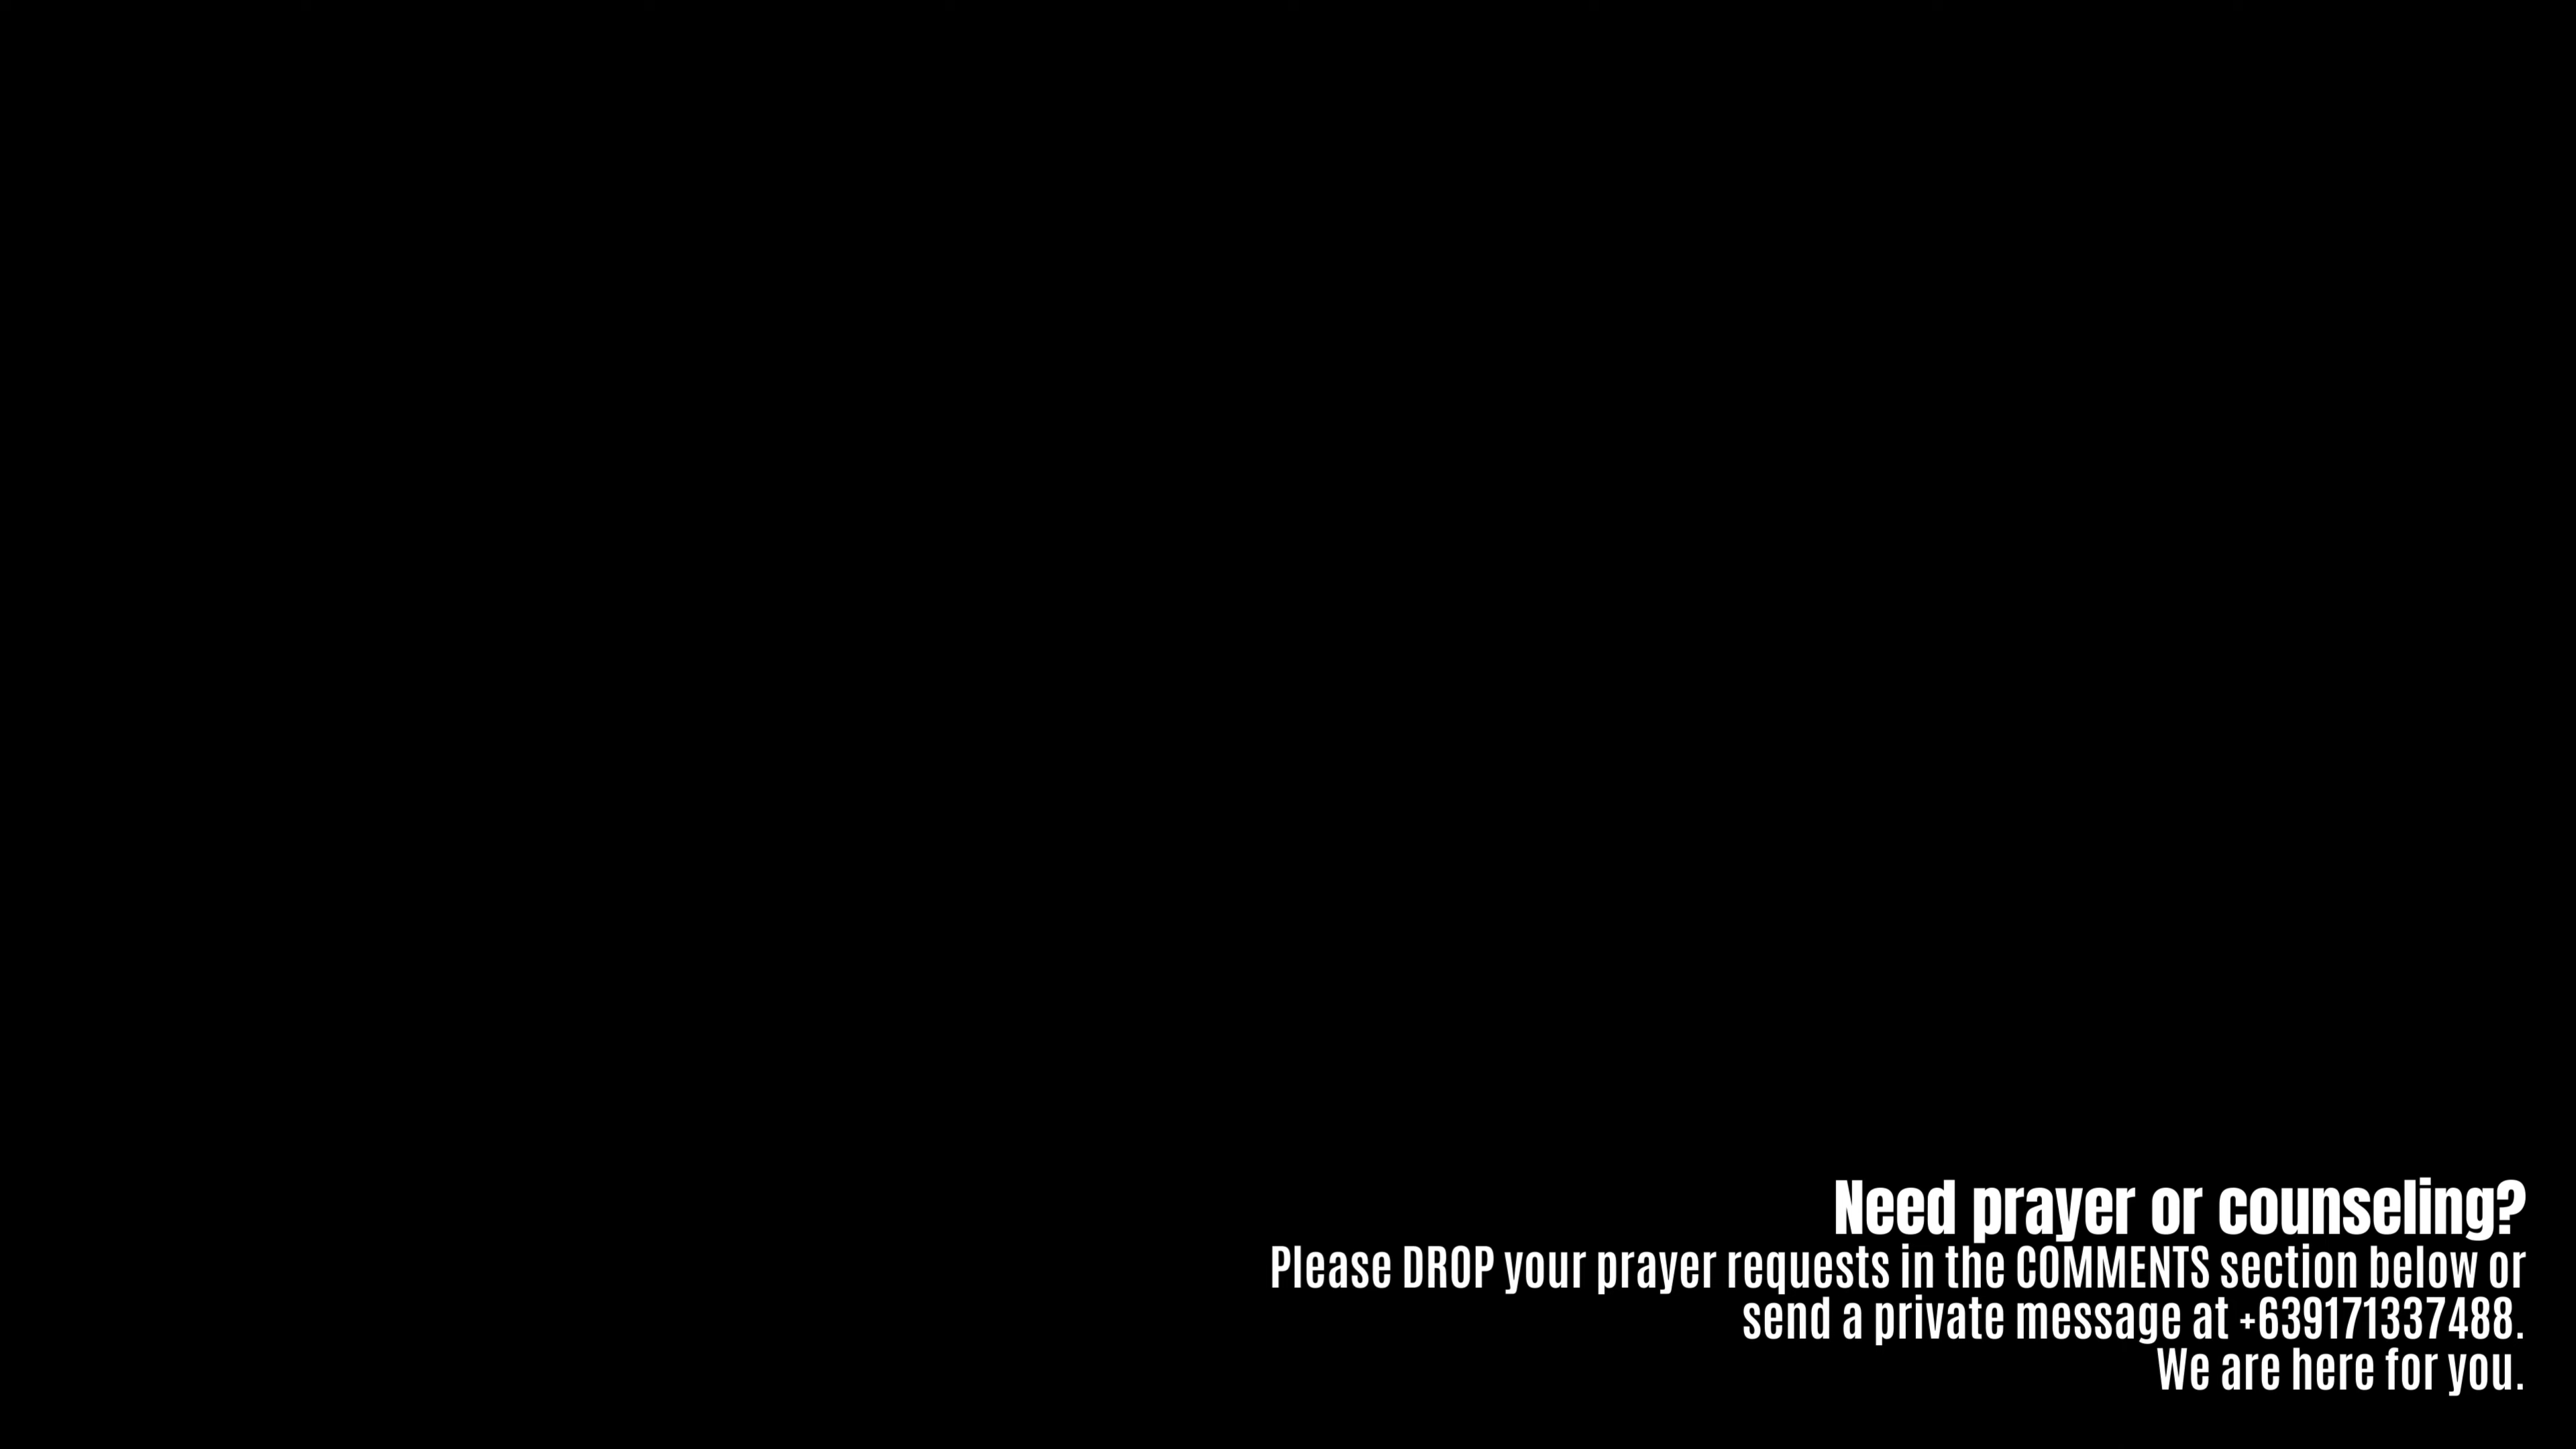 Need prayer or counseling?
Please DROP your prayer requests in the COMMENTS section below or
send a private message at +639171337488.
We are here for you.